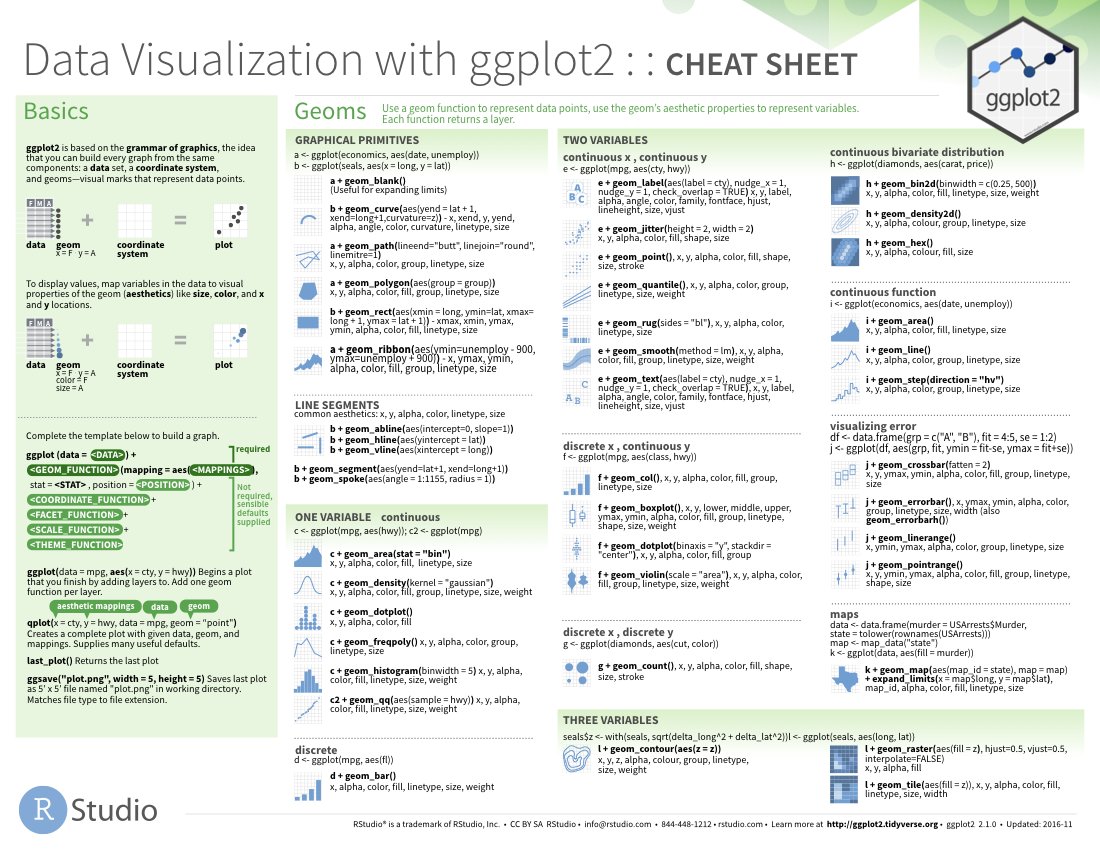 Data Visualization with ggplot2 : : CHEAT SHEET
ggplot2
Basics
ggplot2 is based on the grammar of graphics, the idea
that you can build every graph from the same
components: a data set, a coordinate system,
and geoms—visual marks that represent data points.
F M A
+
=
data
geom
x = F y = A
coordinate
system
plot
To display values, map variables in the data to visual
properties of the geom (aesthetics) like size, color, and x
and y locations.
F M A
+
=
data
geom
x = F y = A
color = F
size = A
coordinate
system
plot
Complete the template below to build a graph.
required
ggplot (data = <DATA>) +
<GEOM_FUNCTION> (mapping = aes(<MAPPINGS>),
stat = <STAT> , position = <POSITION>) +
<COORDINATE_FUNCTION> +
<FACET_FUNCTION> +
<SCALE_FUNCTION> +
<THEME_FUNCTION>
Not
required,
sensible
defaults
supplied
ggplot(data = mpg, aes(x = cty, y = hwy)) Begins a plot
that you finish by adding layers to. Add one geom
function per layer.
aesthetic mappings data geom
qplot(x = cty, y = hwy, data = mpg, geom = "point")
Creates a complete plot with given data, geom, and
mappings. Supplies many useful defaults.
last_plot() Returns the last plot
ggsave("plot.png", width = 5, height = 5) Saves last plot
as 5' x 5' file named "plot.png" in working directory.
Matches file type to file extension.
Geoms
Use a geom function to represent data points, use the geom's aesthetic properties to represent variables.
Each function returns a layer.
GRAPHICAL PRIMITIVES
a <- ggplot(economics, aes(date, unemploy))
b <- ggplot(seals, aes(x = long, y = lat))
a + geom_blank()
(Useful for expanding limits)
b + geom_curve(aes(yend = lat + 1,
xend=long+1,curvature=z)) - x, xend, y, yend,
alpha, angle, color, curvature, linetype, size
a + geom_path(lineend="butt", linejoin="round",
linemitre=1)
x, y, alpha, color, group, linetype, size
a + geom_polygon(aes(group = group))
x, y, alpha, color, fill, group, linetype, size
b + geom_rect(aes(xmin = long, ymin=lat, xmax=
long + 1, ymax = lat + 1)) - xmax, xmin, ymax,
ymin, alpha, color, fill, linetype, size
a + geom_ribbon(aes(ymin=unemploy - 900,
ymax=unemploy + 900)) - x, ymax, ymin,
alpha, color, fill, group, linetype, size
LINE SEGMENTS
common aesthetics: x, y, alpha, color, linetype, size
b + geom_abline(aes(intercept=0, slope=1))
b + geom_hline(aes(yintercept = lat))
b + geom_vline(aes(xintercept = long))
b + geom_segment(aes(yend=lat+1, xend=long+1))
b + geom_spoke(aes(angle = 1:1155, radius = 1))
ONE VARIABLE continuous
c <- ggplot(mpg, aes(hwy)); c2 <- ggplot(mpg)
c + geom_area(stat = "bin")
x, y, alpha, color, fill, linetype, size
c + geom_density(kernel = "gaussian")
x, y, alpha, color, fill, group, linetype, size, weight
c + geom_dotplot()
x, y, alpha, color, fill
c + geom_freqpoly() x, y, alpha, color, group,
linetype, size
c + geom_histogram(binwidth = 5) x, y, alpha,
color, fill, linetype, size, weight
c2 + geom_qq(aes(sample = hwy)) x, y, alpha,
color, fill, linetype, size, weight
discrete
d <- ggplot(mpg, aes(fl))
d + geom_bar()
x, alpha, color, fill, linetype, size, weight
TWO VARIABLES
continuous x , continuous y
e <- ggplot(mpg, aes(cty, hwy))
A
B
C
e + geom_label(aes(label = cty), nudge_x = 1,
nudge_y = 1, check_overlap = TRUE) x, y, label,
alpha, angle, color, family, fontface, hjust,
lineheight, size, vjust
e + geom_jitter(height = 2, width = 2)
x, y, alpha, color, fill, shape, size
e + geom_point(), x, y, alpha, color, fill, shape,
size, stroke
e + geom_quantile(), x, y, alpha, color, group,
linetype, size, weight
e + geom_rug(sides = "bl"), x, y, alpha, color,
linetype, size
e + geom_smooth(method = lm), x, y, alpha,
color, fill, group, linetype, size, weight
C
A B
e + geom_text(aes(label = cty), nudge_x = 1,
nudge_y = 1, check_overlap = TRUE), x, y, label,
alpha, angle, color, family, fontface, hjust,
lineheight, size, vjust
discrete x , continuous y
f <- ggplot(mpg, aes(class, hwy))
f + geom_col(), x, y, alpha, color, fill, group,
linetype, size
f + geom_boxplot(), x, y, lower, middle, upper,
ymax, ymin, alpha, color, fill, group, linetype,
shape, size, weight
f + geom_dotplot(binaxis = "y", stackdir =
"center"), x, y, alpha, color, fill, group
f + geom_violin(scale = "area"), x, y, alpha, color,
fill, group, linetype, size, weight
discrete x , discrete y
g <- ggplot(diamonds, aes(cut, color))
g + geom_count(), x, y, alpha, color, fill, shape,
size, stroke
continuous bivariate distribution
h <- ggplot(diamonds, aes(carat, price))
h + geom_bin2d(binwidth = c(0.25, 500))
x, y, alpha, color, fill, linetype, size, weight
h + geom_density2d()
x, y, alpha, colour, group, linetype, size
h + geom_hex()
x, y, alpha, colour, fill, size
continuous function
i <- ggplot(economics, aes(date, unemploy))
i + geom_area()
x, y, alpha, color, fill, linetype, size
i + geom_line()
x, y, alpha, color, group, linetype, size
i + geom_step(direction = "hv")
x, y, alpha, color, group, linetype, size
visualizing error
df <- data.frame(grp = c("A", "B"), fit = 4:5, se = 1:2)
j <- ggplot(df, aes(grp, fit, ymin = fit-se, ymax = fit+se))
j + geom_crossbar(fatten = 2)
x, y, ymax, ymin, alpha, color, fill, group, linetype,
size
j + geom_errorbar(), x, ymax, ymin, alpha, color,
group, linetype, size, width (also
geom_errorbarh())
j + geom_linerange()
x, ymin, ymax, alpha, color, group, linetype, size
j + geom_pointrange()
x, y, ymin, ymax, alpha, color, fill, group, linetype,
shape, size
maps
data <- data.frame(murder = USArrests$Murder,
state = tolower(rownames(USArrests)))
map <- map_data("state")
k <- ggplot(data, aes(fill = murder))
k + geom_map(aes(map_id = state), map = map)
+ expand_limits(x = map$long, y = map$lat),
map_id, alpha, color, fill, linetype, size
THREE VARIABLES
seals$z <- with(seals, sqrt(delta_long^2 + delta_lat^2))l <- ggplot(seals, aes(long, lat))
l + geom_contour(aes(z = z))
x, y, z, alpha, colour, group, linetype,
size, weight
l + geom_raster(aes(fill = z), hjust=0.5, vjust=0.5,
interpolate=FALSE)
x, y, alpha, fill
l + geom_tile(aes(fill = z)), x, y, alpha, color, fill,
linetype, size, width
R Studio
RStudio® is a trademark of RStudio, Inc. • CC BY SA RStudio • info@rstudio.com • 844-448-1212 • rstudio.com • Learn more at http://ggplot2.tidyverse.org • ggplot2 2.1.0 • Updated: 2016-11